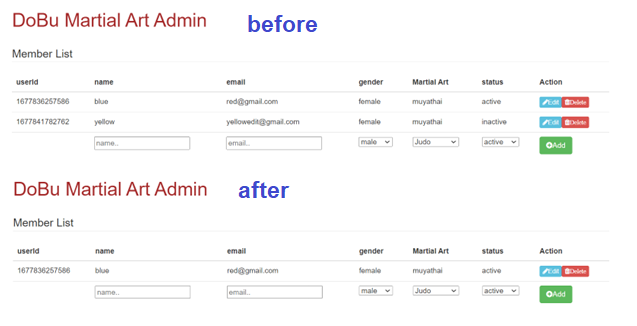 DoBu Martial Art Admin before
Member List
userId name email gender Martial Art status Action
1677836257586 blue red@gmail.com female muyathai active Edit Delete
1677841782762 yellow yellowedit@gmail.com female muyathai inactive Edit Delete
name.. email.. male Judo active Add
DoBu Martial Art Admin after
Member List
userId name email gender Martial Art status Action
1677836257586 blue red@gmail.com female muyathai active Edit Delete
name.. email.. male Judo active Add